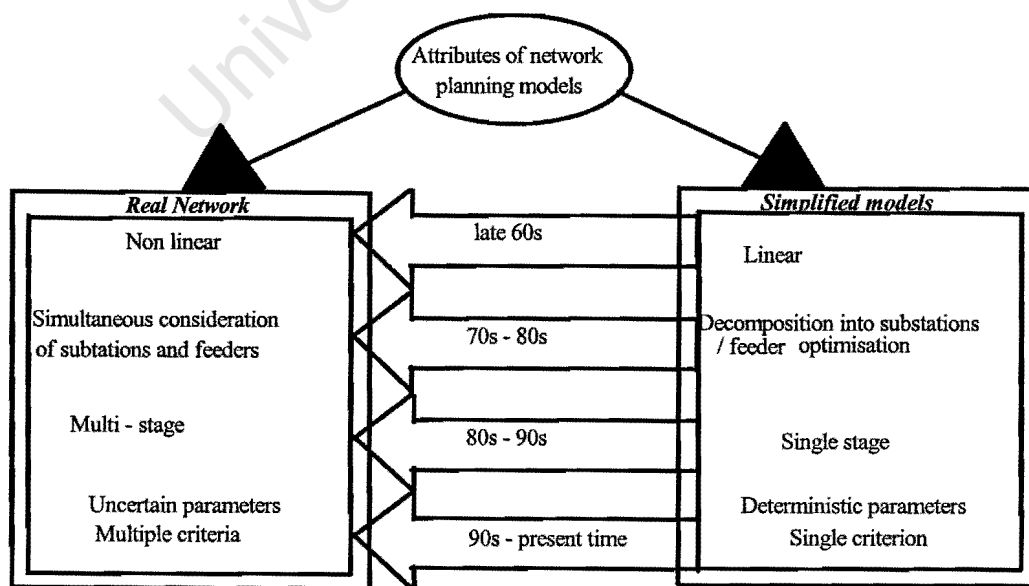 Unive
Attributes of network
planning models
Real Network
Simplified models
Non linear
late 60s
Linear
Simultaneous consideration
of subtations and feeders
70s - 80s
Decomposition into substations
/ feeder optimisation
Multi - stage
80s - 90s
Single stage
Uncertain parameters
Multiple criteria
90s - present time
Deterministic parameters
Single criterion